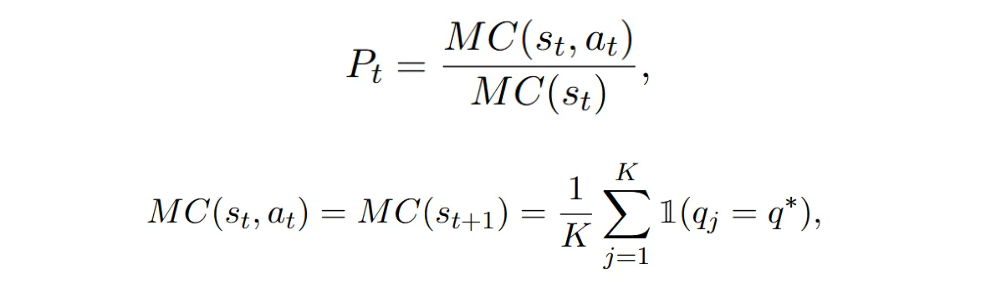 P_t = \frac{MC(s_t, a_t)}{MC(s_t)},
MC(s_t, a_t) = MC(s_{t+1}) = \frac{1}{K} \sum_{j=1}^{K} \mathbb{1}(q_j = q^*),